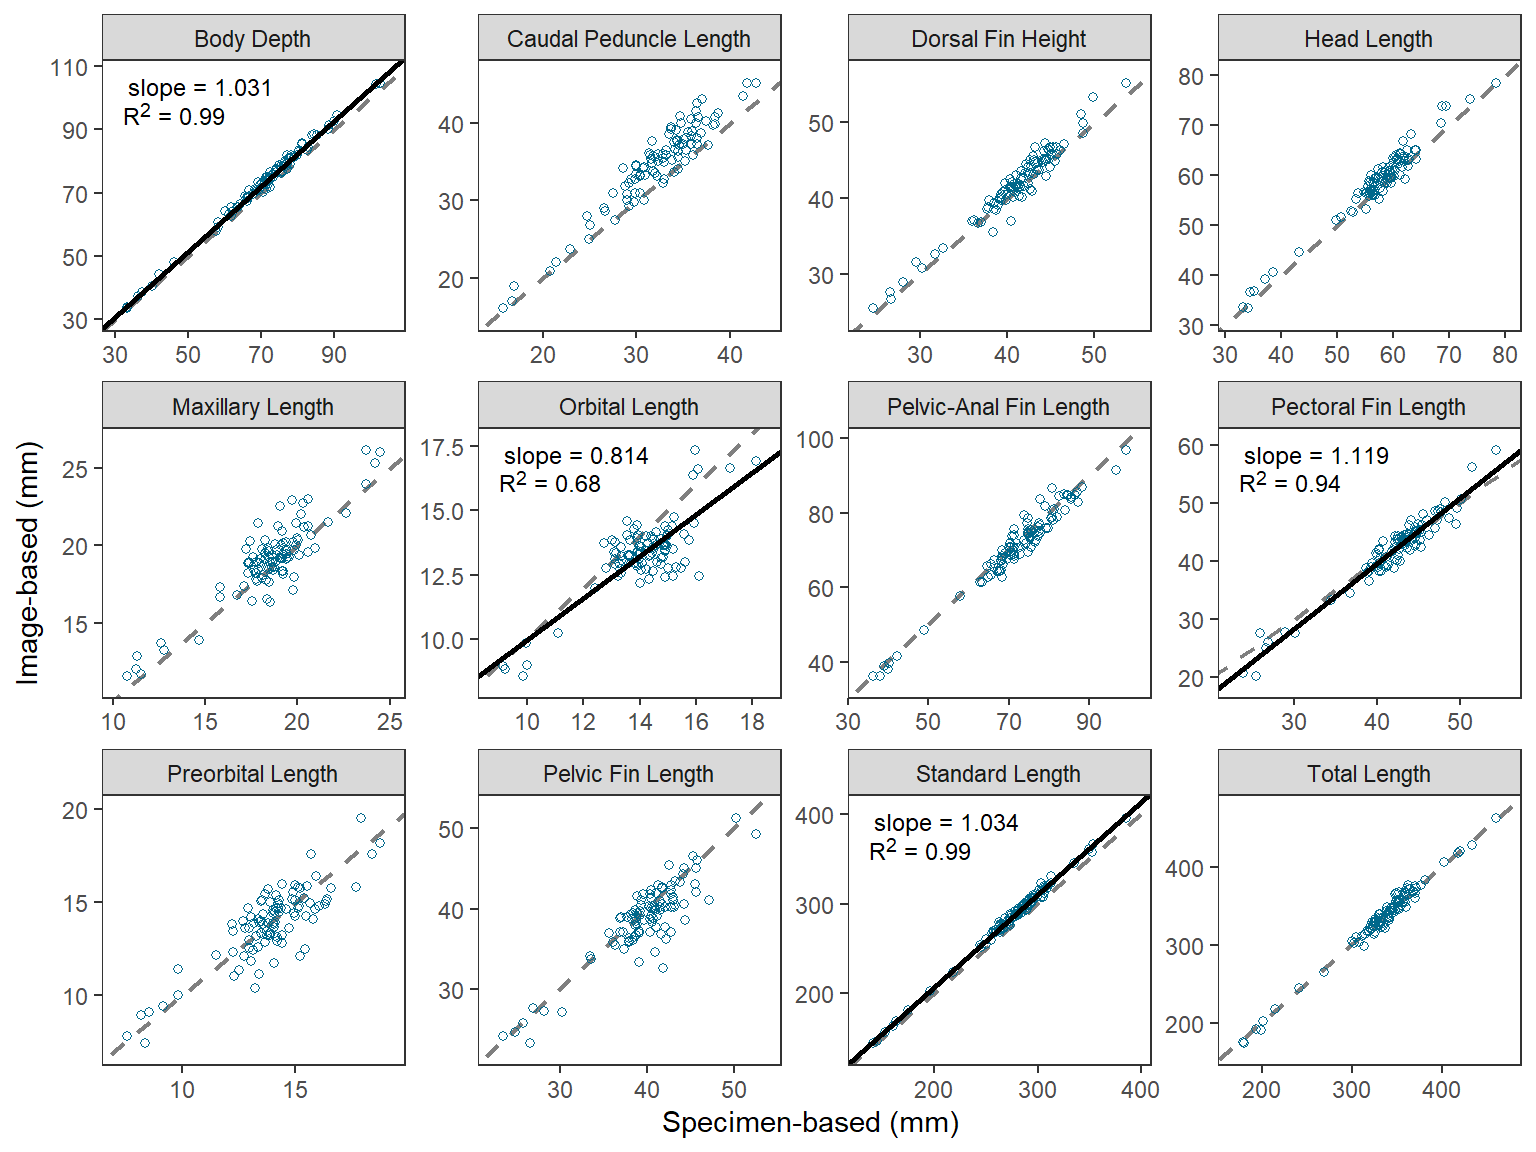 Body Depth
Caudal Peduncle Length
Dorsal Fin Height
Head Length
slope = 1.031
R² = 0.99
110
90
70
50
30
30 50 70 90
40
30
20
20 30 40
50
40
30
30 40 50
80
70
60
50
40
30
30 40 50 60 70 80
Maxillary Length
Orbital Length
Pelvic-Anal Fin Length
Pectoral Fin Length
25
20
15
10 15 20 25
slope = 0.814
R² = 0.68
17.5
15.0
12.5
10.0
10 12 14 16 18
100
80
60
40
30 50 70 90
slope = 1.119
R² = 0.94
60
50
40
30
20
30 40 50
Preorbital Length
Pelvic Fin Length
Standard Length
Total Length
20
15
10
10 15
50
40
30
30 40 50
slope = 1.034
R² = 0.99
400
300
200
200 300 400
400
300
200
200 300 400
Image-based (mm)
Specimen-based (mm)